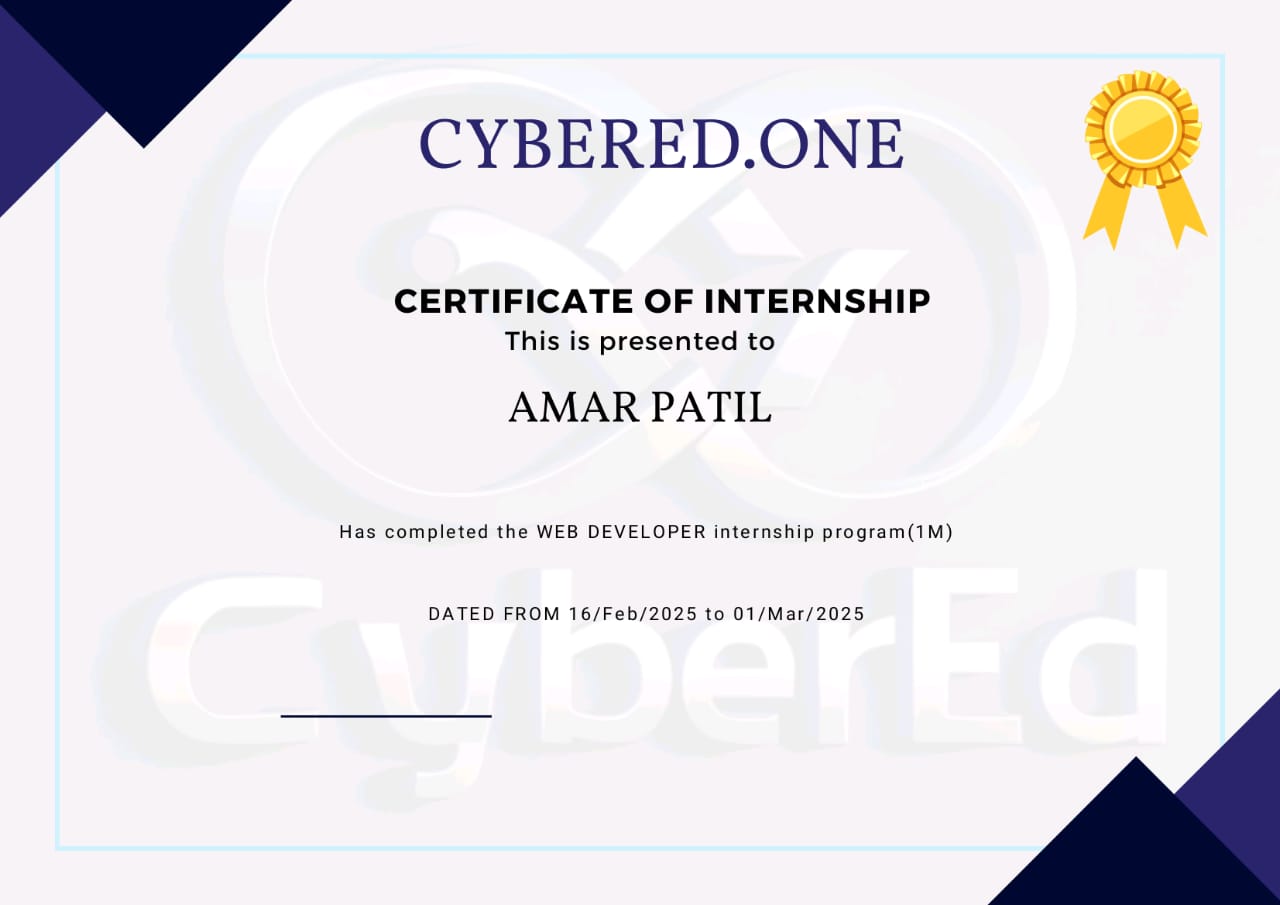 CYBERED.ONE
CERTIFICATE OF INTERNSHIP
This is presented to
AMAR PATIL
Has completed the WEB DEVELOPER internship program(1M)
DATED FROM 16/Feb/2025 to 01/Mar/2025
CyberEd